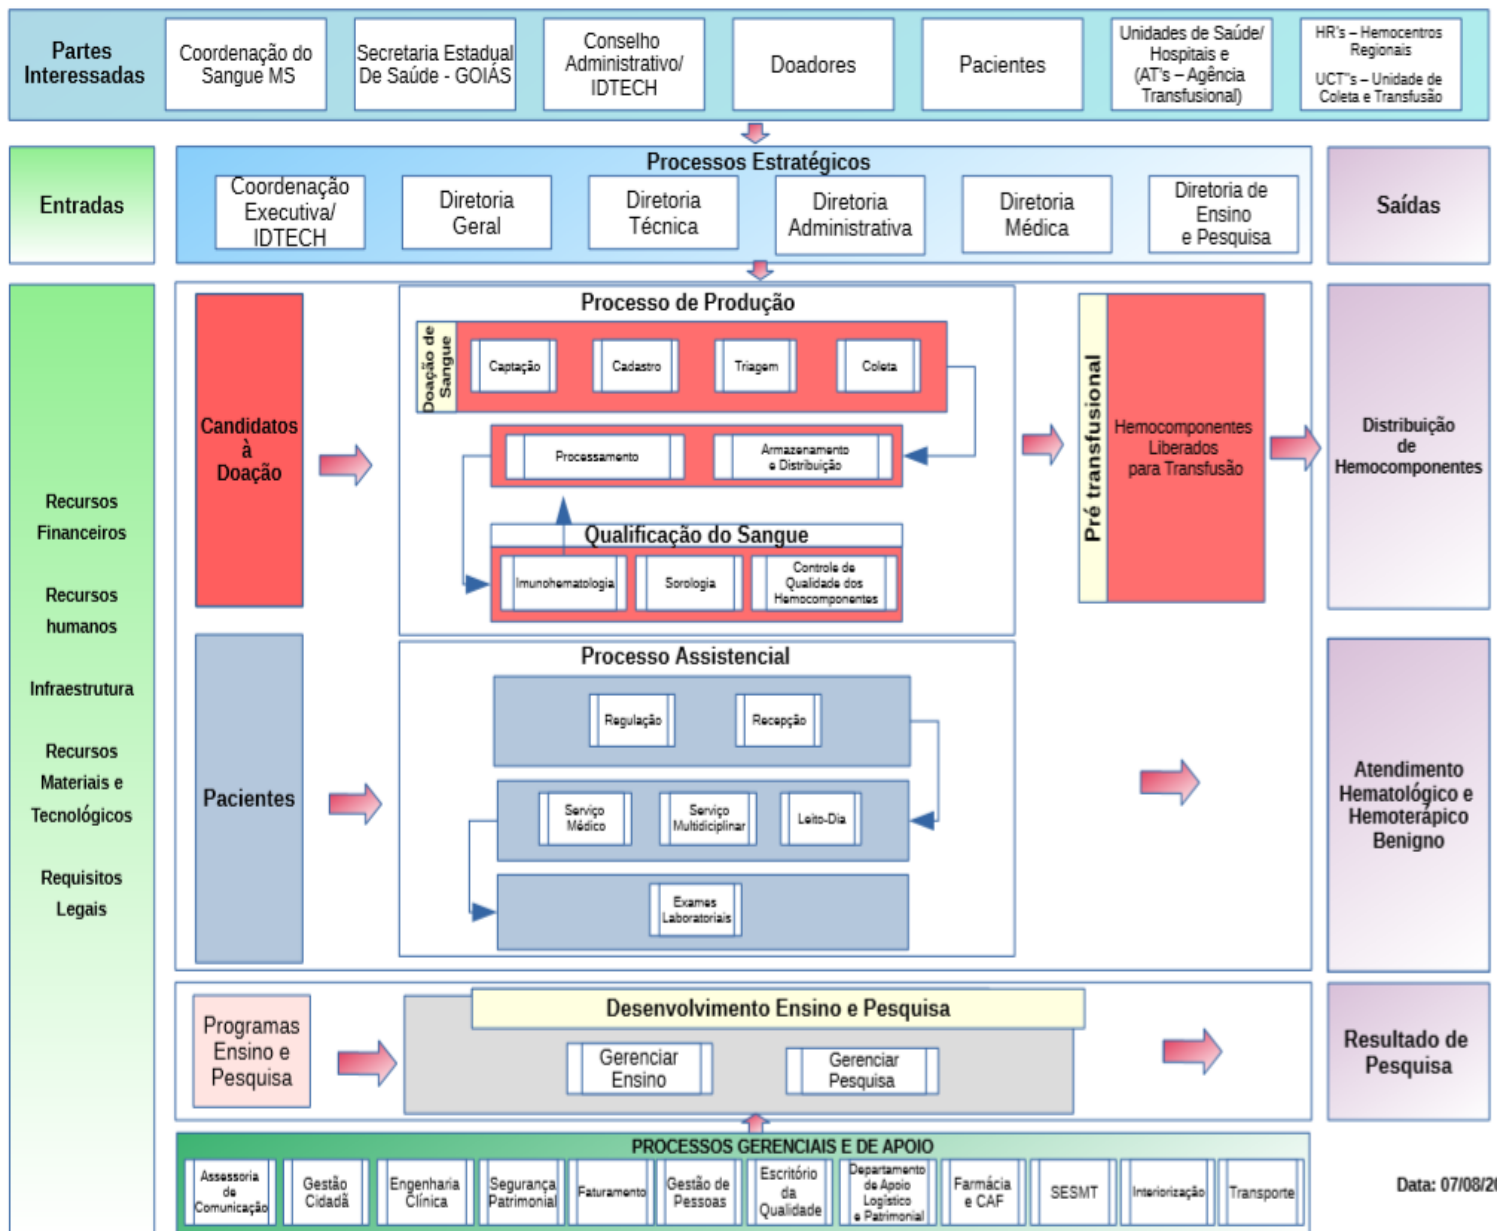 Partes
Interessadas
Coordenação do
Sangue MS
Secretaria Estadual
De Saúde - GOIÁS
Conselho
Administrativo/
IDTECH
Doadores
Pacientes
Unidades de Saúde/
Hospitais e
(AT's – Agência
Transfusional)
HR's – Hemocentros
Regionais
UCT"s – Unidade de
Coleta e Transfusão
Entradas
Processos Estratégicos
Coordenação
Executiva/
IDTECH
Diretoria
Geral
Diretoria
Técnica
Diretoria
Administrativa
Diretoria
Médica
Diretoria de
Ensino
e Pesquisa
Saídas
Recursos
Financeiros
Recursos
humanos
Infraestrutura
Recursos
Materiais e
Tecnológicos
Requisitos
Legais
Candidatos
à
Doação
Processo de Produção
Doação de
Sangue
Captação
Cadastro
Triagem
Coleta
Processamento
Armazenamento
e Distribuição
Qualificação do Sangue
Imunohematologia
Sorologia
Controle de
Qualidade dos
Hemocomponentes
Pré transfusional
Hemocomponentes
Liberados
para Transfusão
Distribuição
de
Hemocomponentes
Pacientes
Processo Assistencial
Regulação
Recepção
Serviço
Médico
Serviço
Multidiciplinar
Leito-Dia
Exames
Laboratoriais
Atendimento
Hematológico e
Hemoterápico
Benigno
Programas
Ensino e
Pesquisa
Desenvolvimento Ensino e Pesquisa
Gerenciar
Ensino
Gerenciar
Pesquisa
Resultado de
Pesquisa
PROCESSOS GERENCIAIS E DE APOIO
Assessoria
de
Comunicação
Gestão
Cidadã
Engenharia
Clínica
Segurança
Patrimonial
Faturamento
Gestão de
Pessoas
Escritório
da
Qualidade
Departamento
de Apoio
Logístico
e Patrimonial
Farmácia
e CAF
SESMT
Interiorização
Transporte
Data: 07/08/20